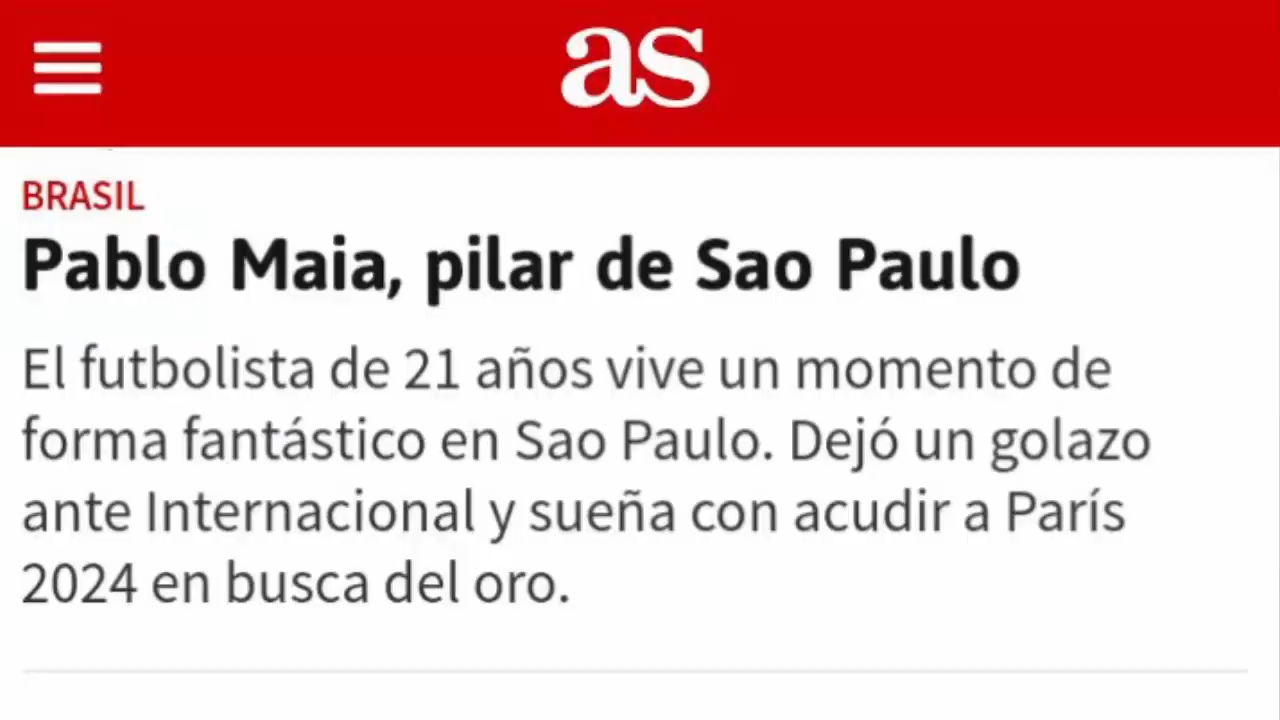 as
BRASIL
Pablo Maia, pilar de Sao Paulo
El futbolista de 21 años vive un momento de
forma fantástico en Sao Paulo. Dejó un golazo
ante Internacional y sueña con acudir a París
2024 en busca del oro.